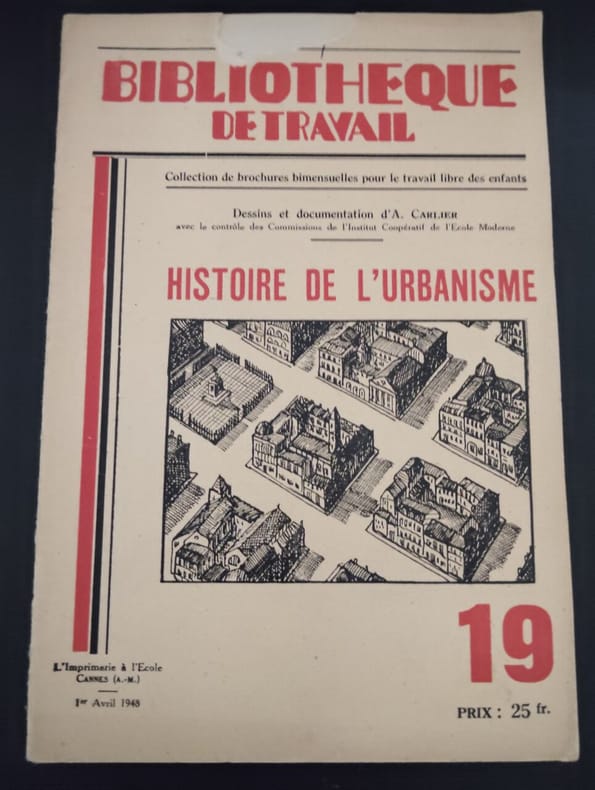 BIBLIOTHEQUE
DE TRAVAIL
Collection de brochures bimensuelles pour le travail libre des enfants
Dessins et documentation d'A. CARLIER
avec le contrôle des Commissions de l'Institut Coopératif de l'Ecole Moderne
HISTOIRE DE L'URBANISME
19
L'Imprimerie à l'Ecole
CANNES (A.-M.)
1er Avril 1948
PRIX : 25 fr.